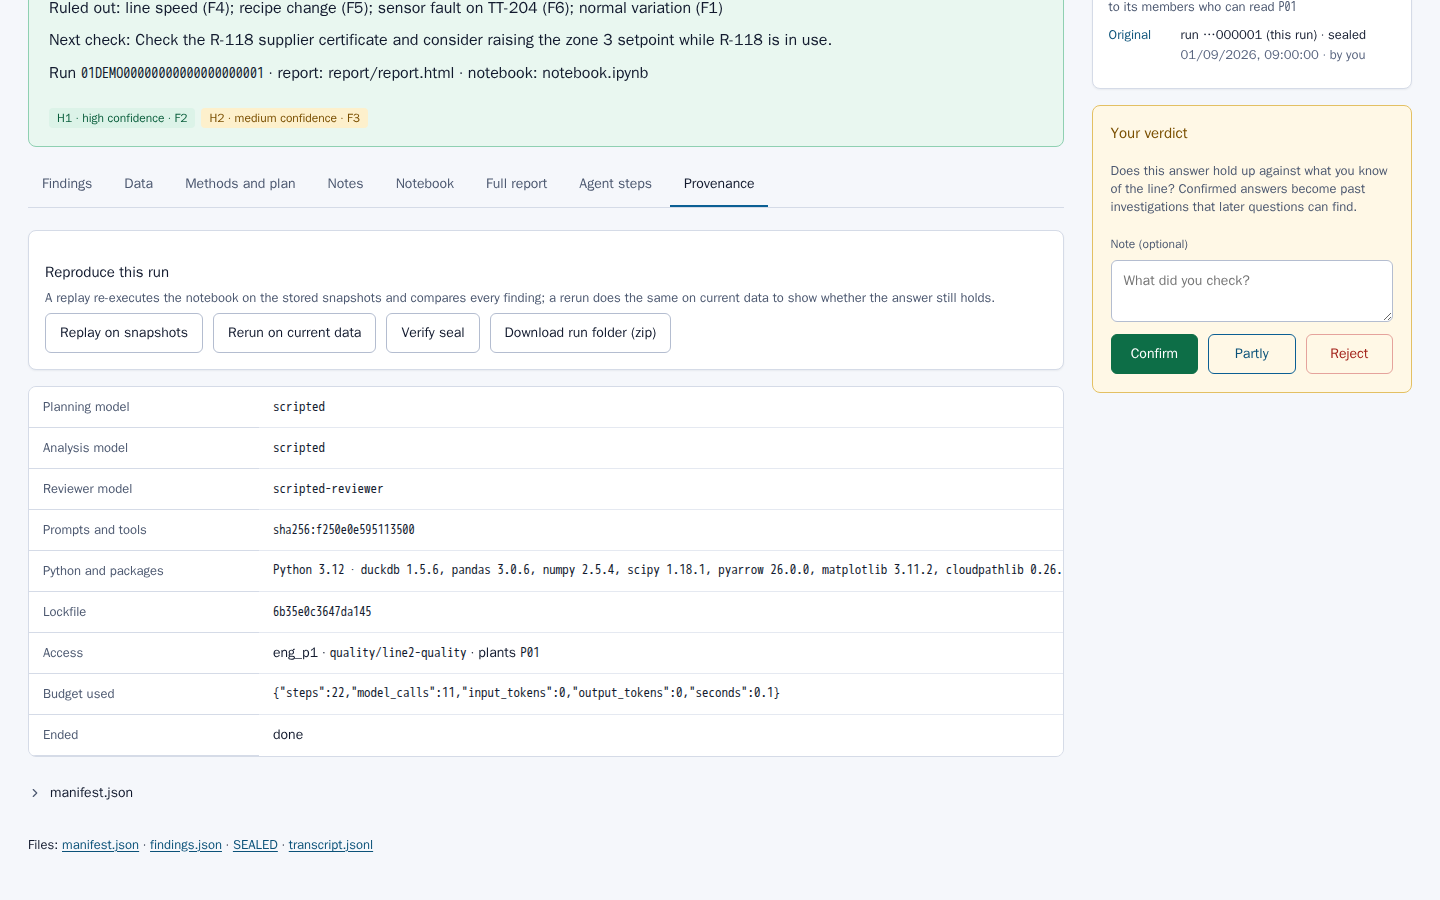 Ruled out: line speed (F4); recipe change (F5); sensor fault on TT-204 (F6); normal variation (F1)
Next check: Check the R-118 supplier certificate and consider raising the zone 3 setpoint while R-118 is in use.
Run 01DEMO00000000000000000001 · report: report/report.html · notebook: notebook.ipynb
H1 · high confidence · F2
H2 · medium confidence · F3
to its members who can read P01
Original
run ···000001 (this run) · sealed
01/09/2026, 09:00:00 · by you
Findings
Data
Methods and plan
Notes
Notebook
Full report
Agent steps
Provenance
Reproduce this run
A replay re-executes the notebook on the stored snapshots and compares every finding; a rerun does the same on current data to show whether the answer still holds.
Replay on snapshots
Rerun on current data
Verify seal
Download run folder (zip)
Planning model
scripted
Analysis model
scripted
Reviewer model
scripted-reviewer
Prompts and tools
sha256:f250e0e595113500
Python and packages
Python 3.12 · duckdb 1.5.6, pandas 3.0.6, numpy 2.5.4, scipy 1.18.1, pyarrow 26.0.0, matplotlib 3.11.2, cloudpathlib 0.26.
Lockfile
6b35e0c3647da145
Access
eng_p1 · quality/line2-quality · plants P01
Budget used
{"steps":22,"model_calls":11,"input_tokens":0,"output_tokens":0,"seconds":0.1}
Ended
done
manifest.json
Files: manifest.json · findings.json · SEALED · transcript.jsonl
Your verdict
Does this answer hold up against what you know
of the line? Confirmed answers become past
investigations that later questions can find.
Note (optional)
What did you check?
Confirm
Partly
Reject